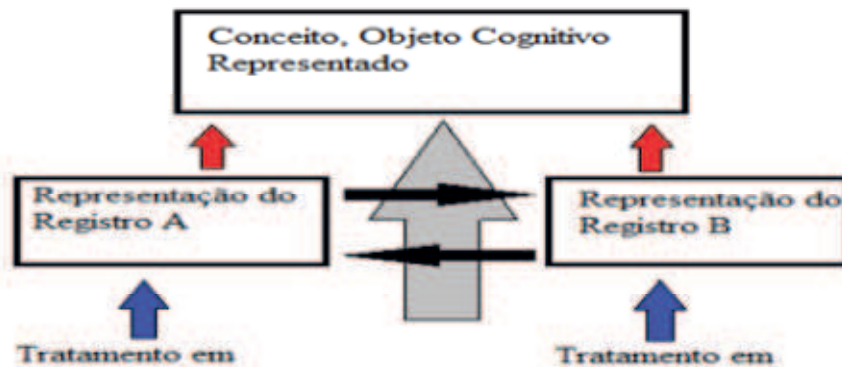 Conceito, Objeto Cognitivo
Representado
Representação do
Registro A
Representação do
Registro B
Tratamento em
Tratamento em